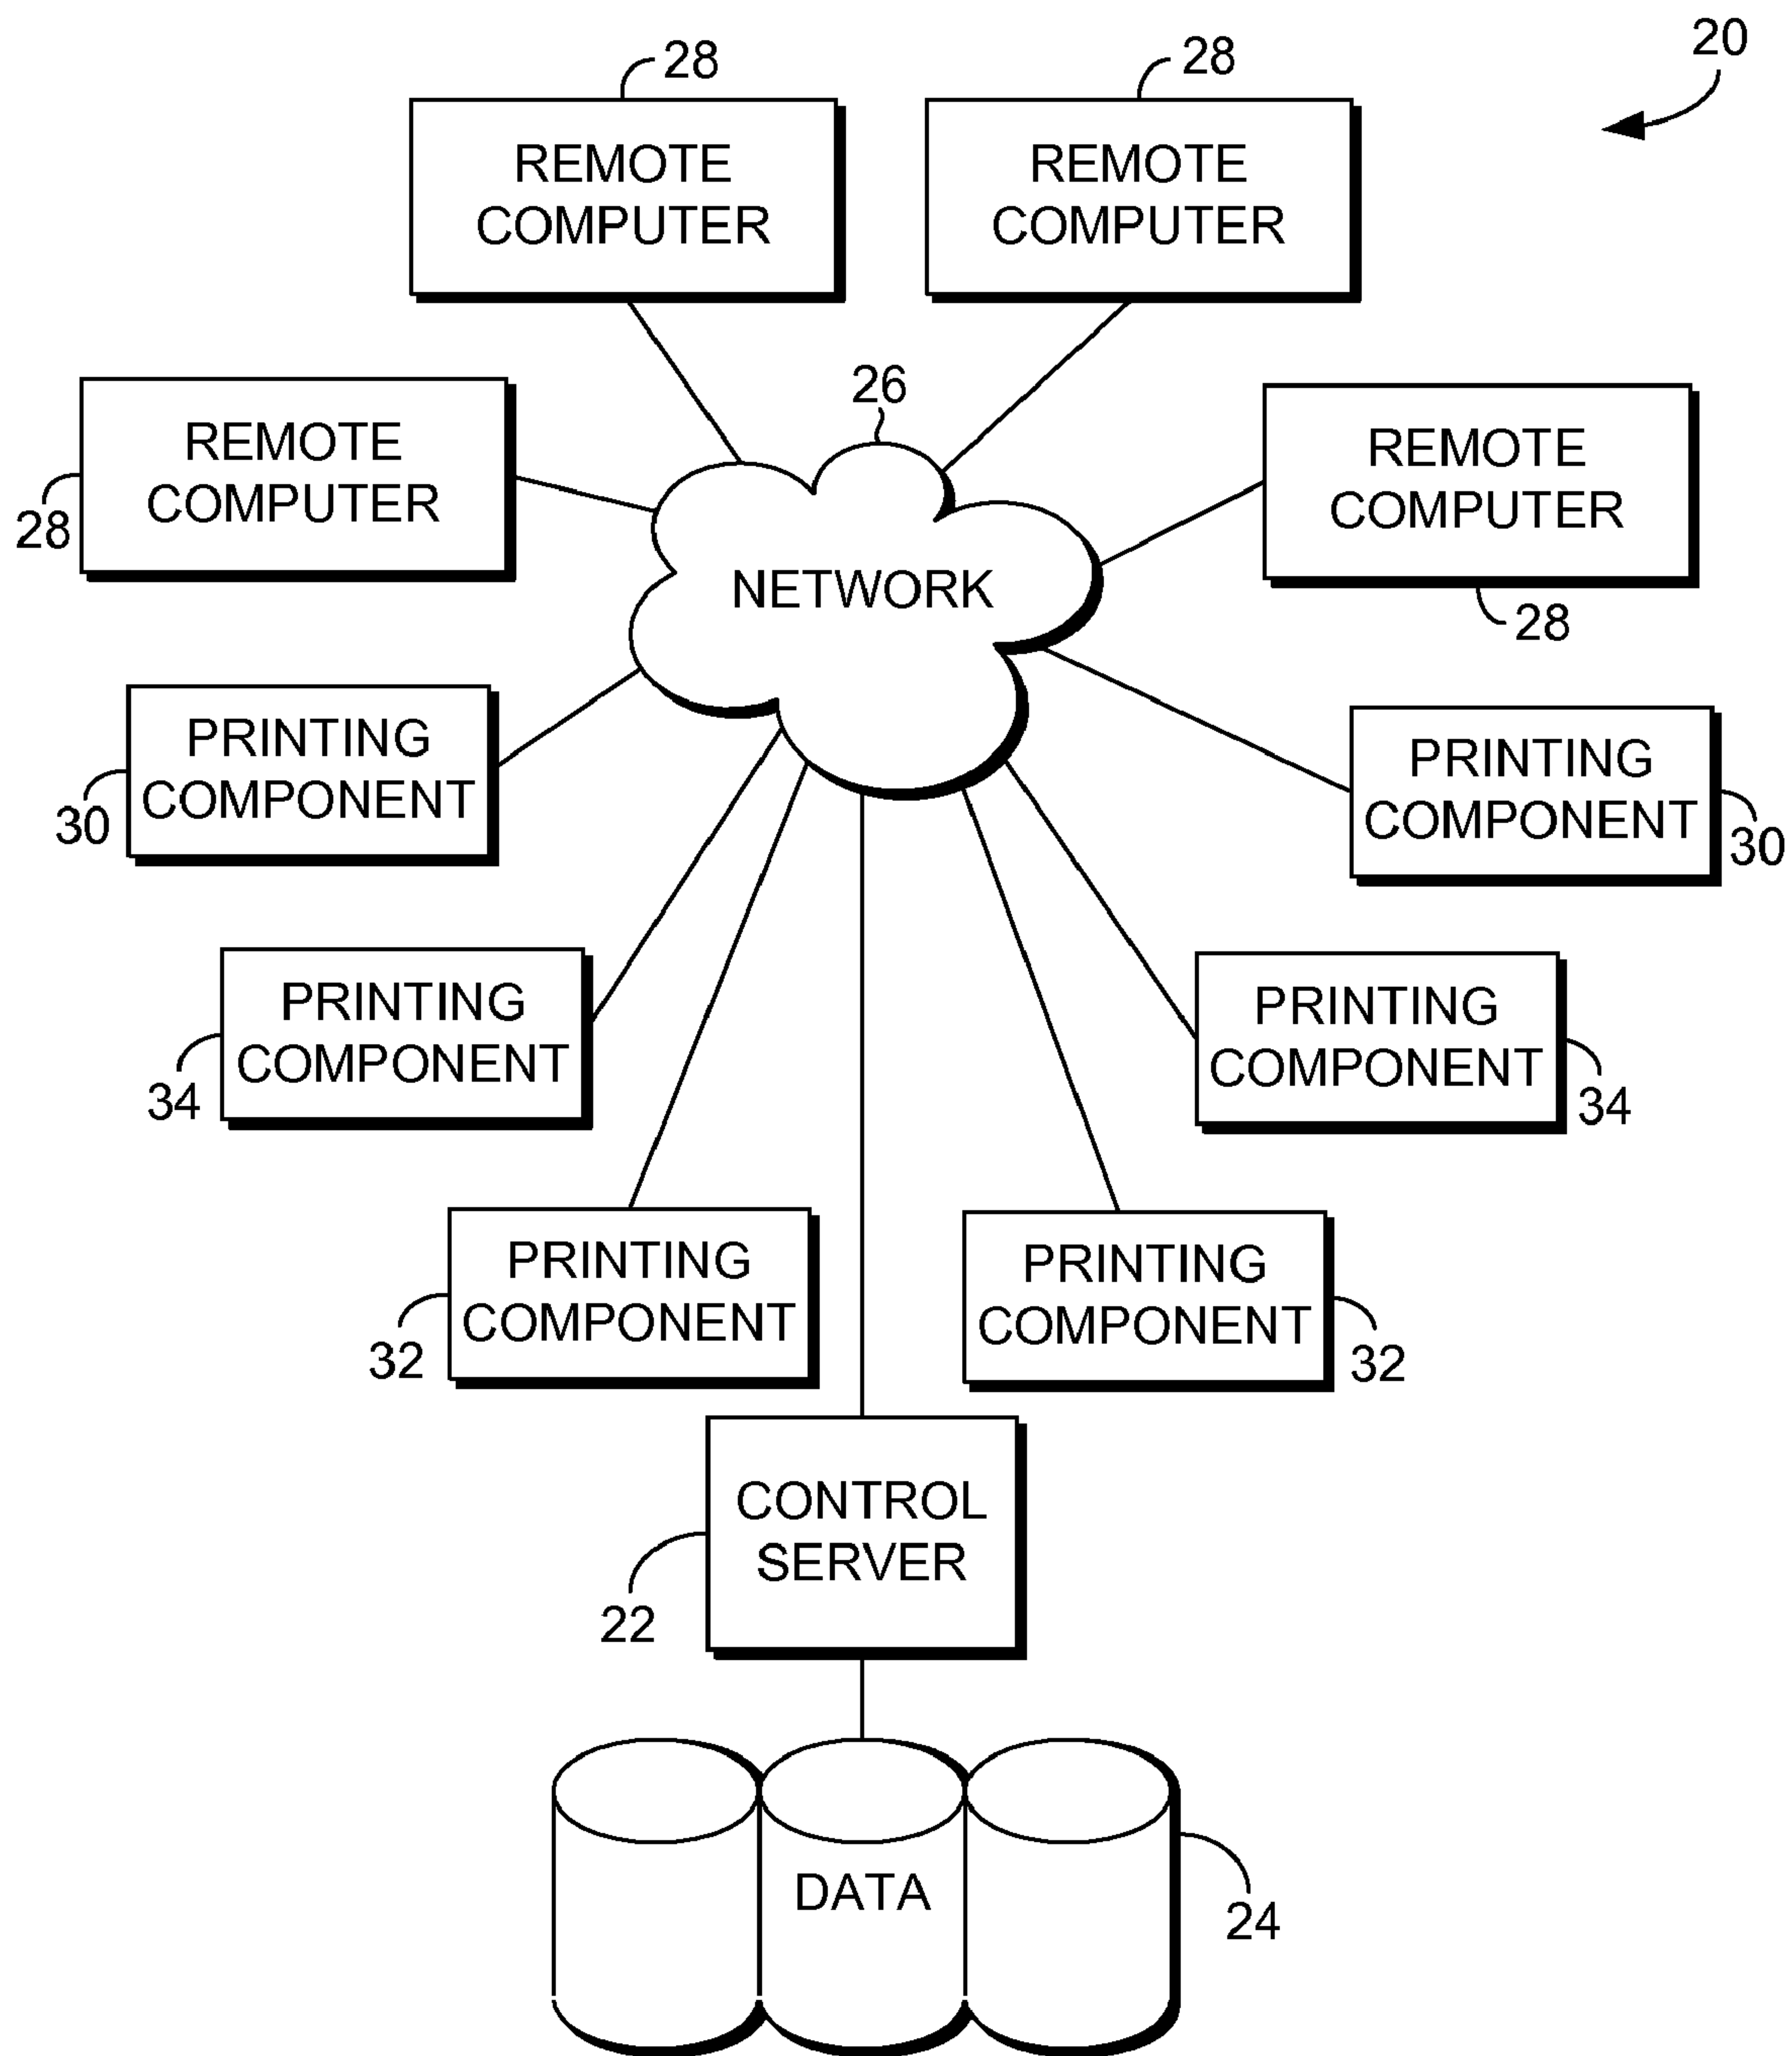 20
28
28
REMOTE
COMPUTER
REMOTE
COMPUTER
26
REMOTE
COMPUTER
28
REMOTE
COMPUTER
28
NETWORK
PRINTING
COMPONENT
30
PRINTING
COMPONENT
30
PRINTING
COMPONENT
34
PRINTING
COMPONENT
34
PRINTING
COMPONENT
32
PRINTING
COMPONENT
32
CONTROL
SERVER
22
DATA
24